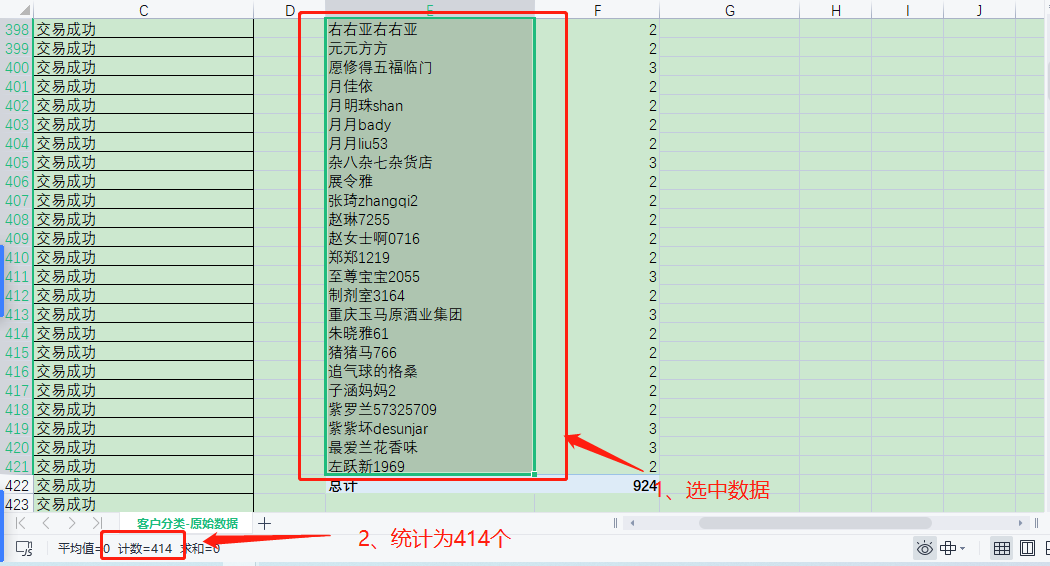 C D E F G H I J
398 交易成功 右右亚右右亚 2
399 交易成功 元元方方 2
400 交易成功 愿修得五福临门 3
401 交易成功 月佳依 2
402 交易成功 月明珠shan 2
403 交易成功 月月bady 2
404 交易成功 月月liu53 2
405 交易成功 杂八杂七杂货店 3
406 交易成功 展令雅 2
407 交易成功 张琦zhangqi2 2
408 交易成功 赵琳7255 2
409 交易成功 赵女士啊0716 2
410 交易成功 郑郑1219 2
411 交易成功 至尊宝宝2055 3
412 交易成功 制剂室3164 2
413 交易成功 重庆玉马原酒业集团 3
414 交易成功 朱晓雅61 2
415 交易成功 猪猪马766 2
416 交易成功 追气球的格桑 2
417 交易成功 子涵妈妈2 2
418 交易成功 紫罗兰57325709 2
419 交易成功 紫紫坏desunjar 3
420 交易成功 最爱兰花香味 3
421 交易成功 左跃新1969 2
422 交易成功 总计 924
1、选中数据
423 交易成功
客户分类-原始数据
平均值=0 计数=414 求和=0
2、统计为414个